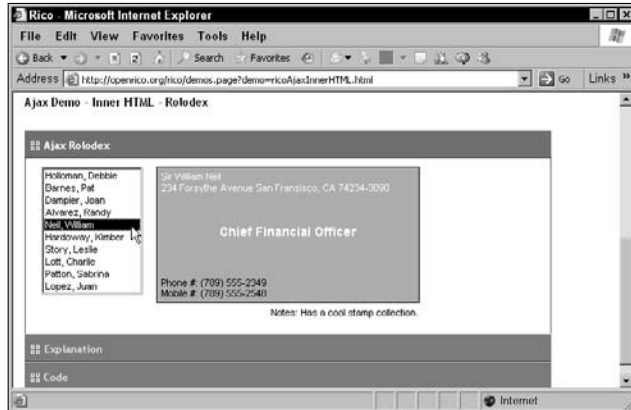 Rico - Microsoft Internet Explorer
File Edit View Favorites Tools Help
Back Search Favorites
Address http://openrico.org/rico/demos.page?demo=ricoAjaxInnerHTML.html Go Links »
Ajax Demo - Inner HTML - Rolodex
Ajax Rolodex
Holloman, Debbie
Barnes, Pat
Dampier, Joan
Alvarez, Randy
Neil, William
Hardoway, Kimber
Story, Leslie
Lott, Charlie
Patton, Sabrina
Lopez, Juan
Sir William Neil
234 Forsythe Avenue San Fransisco, CA 74234-3090
Chief Financial Officer
Phone #: (789) 555-2349
Mobile #: (789) 555-2548
Notes: Has a cool stamp collection.
Explanation
Code
Internet